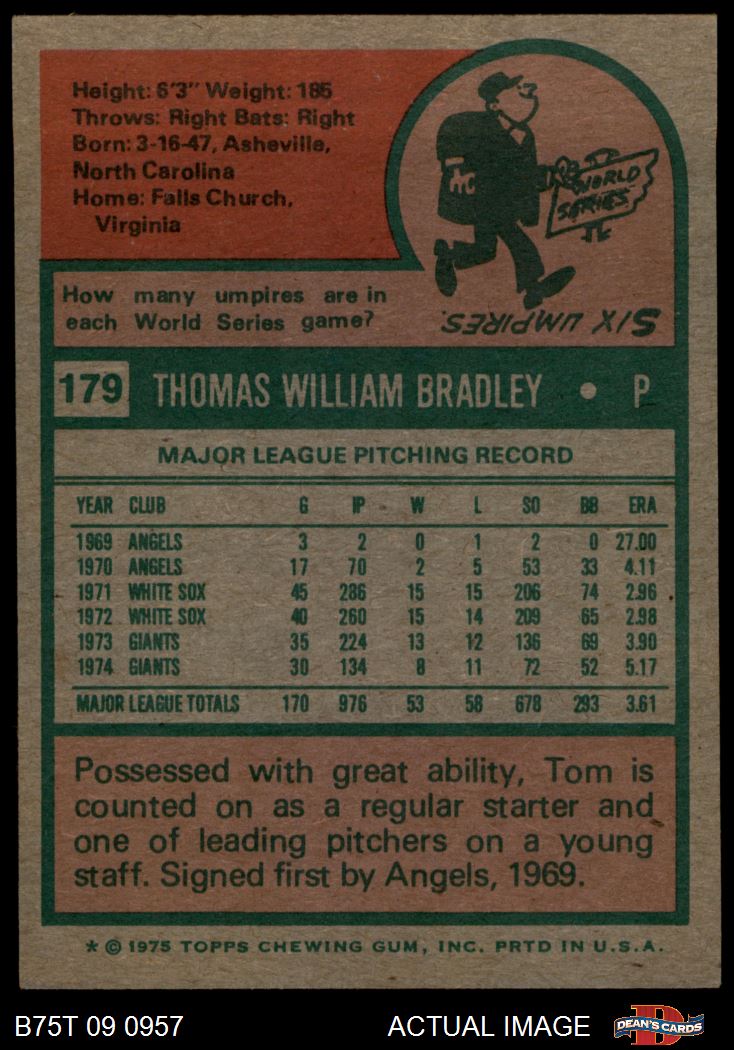 Height: 6'3" Weight: 185
Throws: Right Bats: Right
Born: 3-16-47, Asheville,
North Carolina
Home: Falls Church,
Virginia
WORLD
SERIES
How many umpires are in
each World Series game?
SIX UMPIRES.
179 THOMAS WILLIAM BRADLEY • P
MAJOR LEAGUE PITCHING RECORD
YEAR CLUB G IP W L SO BB ERA
1969 ANGELS 3 2 0 1 2 0 27.00
1970 ANGELS 17 70 2 5 53 33 4.11
1971 WHITE SOX 45 286 15 15 206 74 2.96
1972 WHITE SOX 40 260 15 14 209 65 2.98
1973 GIANTS 35 224 13 12 136 69 3.90
1974 GIANTS 30 134 8 11 72 52 5.17
MAJOR LEAGUE TOTALS 170 976 53 58 678 293 3.61
Possessed with great ability, Tom is
counted on as a regular starter and
one of leading pitchers on a young
staff. Signed first by Angels, 1969.
* © 1975 TOPPS CHEWING GUM, INC. PRTD IN U.S.A.
B75T 09 0957 ACTUAL IMAGE DEAN'S CARDS